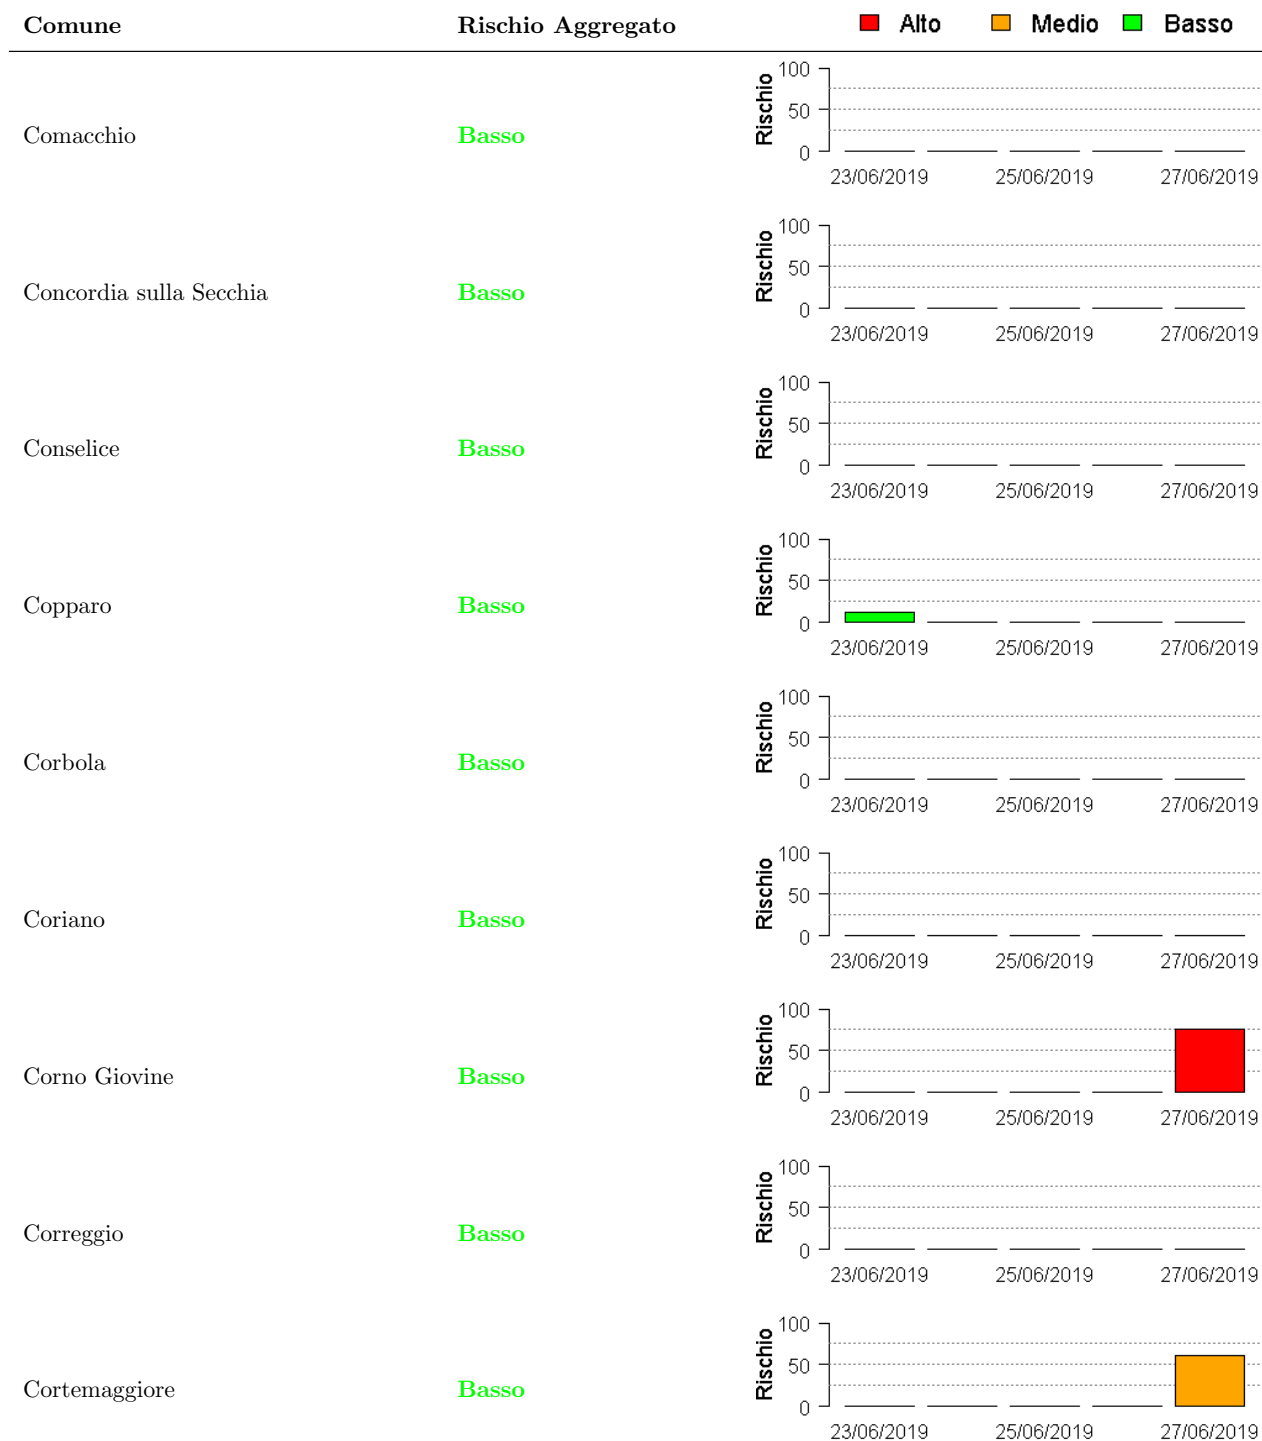 Comune Rischio Aggregato Alto Medio Basso
Comacchio Basso Rischio 100 50 0
23/06/2019 25/06/2019 27/06/2019
Concordia sulla Secchia Basso Rischio 100 50 0
23/06/2019 25/06/2019 27/06/2019
Conselice Basso Rischio 100 50 0
23/06/2019 25/06/2019 27/06/2019
Copparo Basso Rischio 100 50 0
23/06/2019 25/06/2019 27/06/2019
Corbola Basso Rischio 100 50 0
23/06/2019 25/06/2019 27/06/2019
Coriano Basso Rischio 100 50 0
23/06/2019 25/06/2019 27/06/2019
Corno Giovine Basso Rischio 100 50 0
23/06/2019 25/06/2019 27/06/2019
Correggio Basso Rischio 100 50 0
23/06/2019 25/06/2019 27/06/2019
Cortemaggiore Basso Rischio 100 50 0
23/06/2019 25/06/2019 27/06/2019